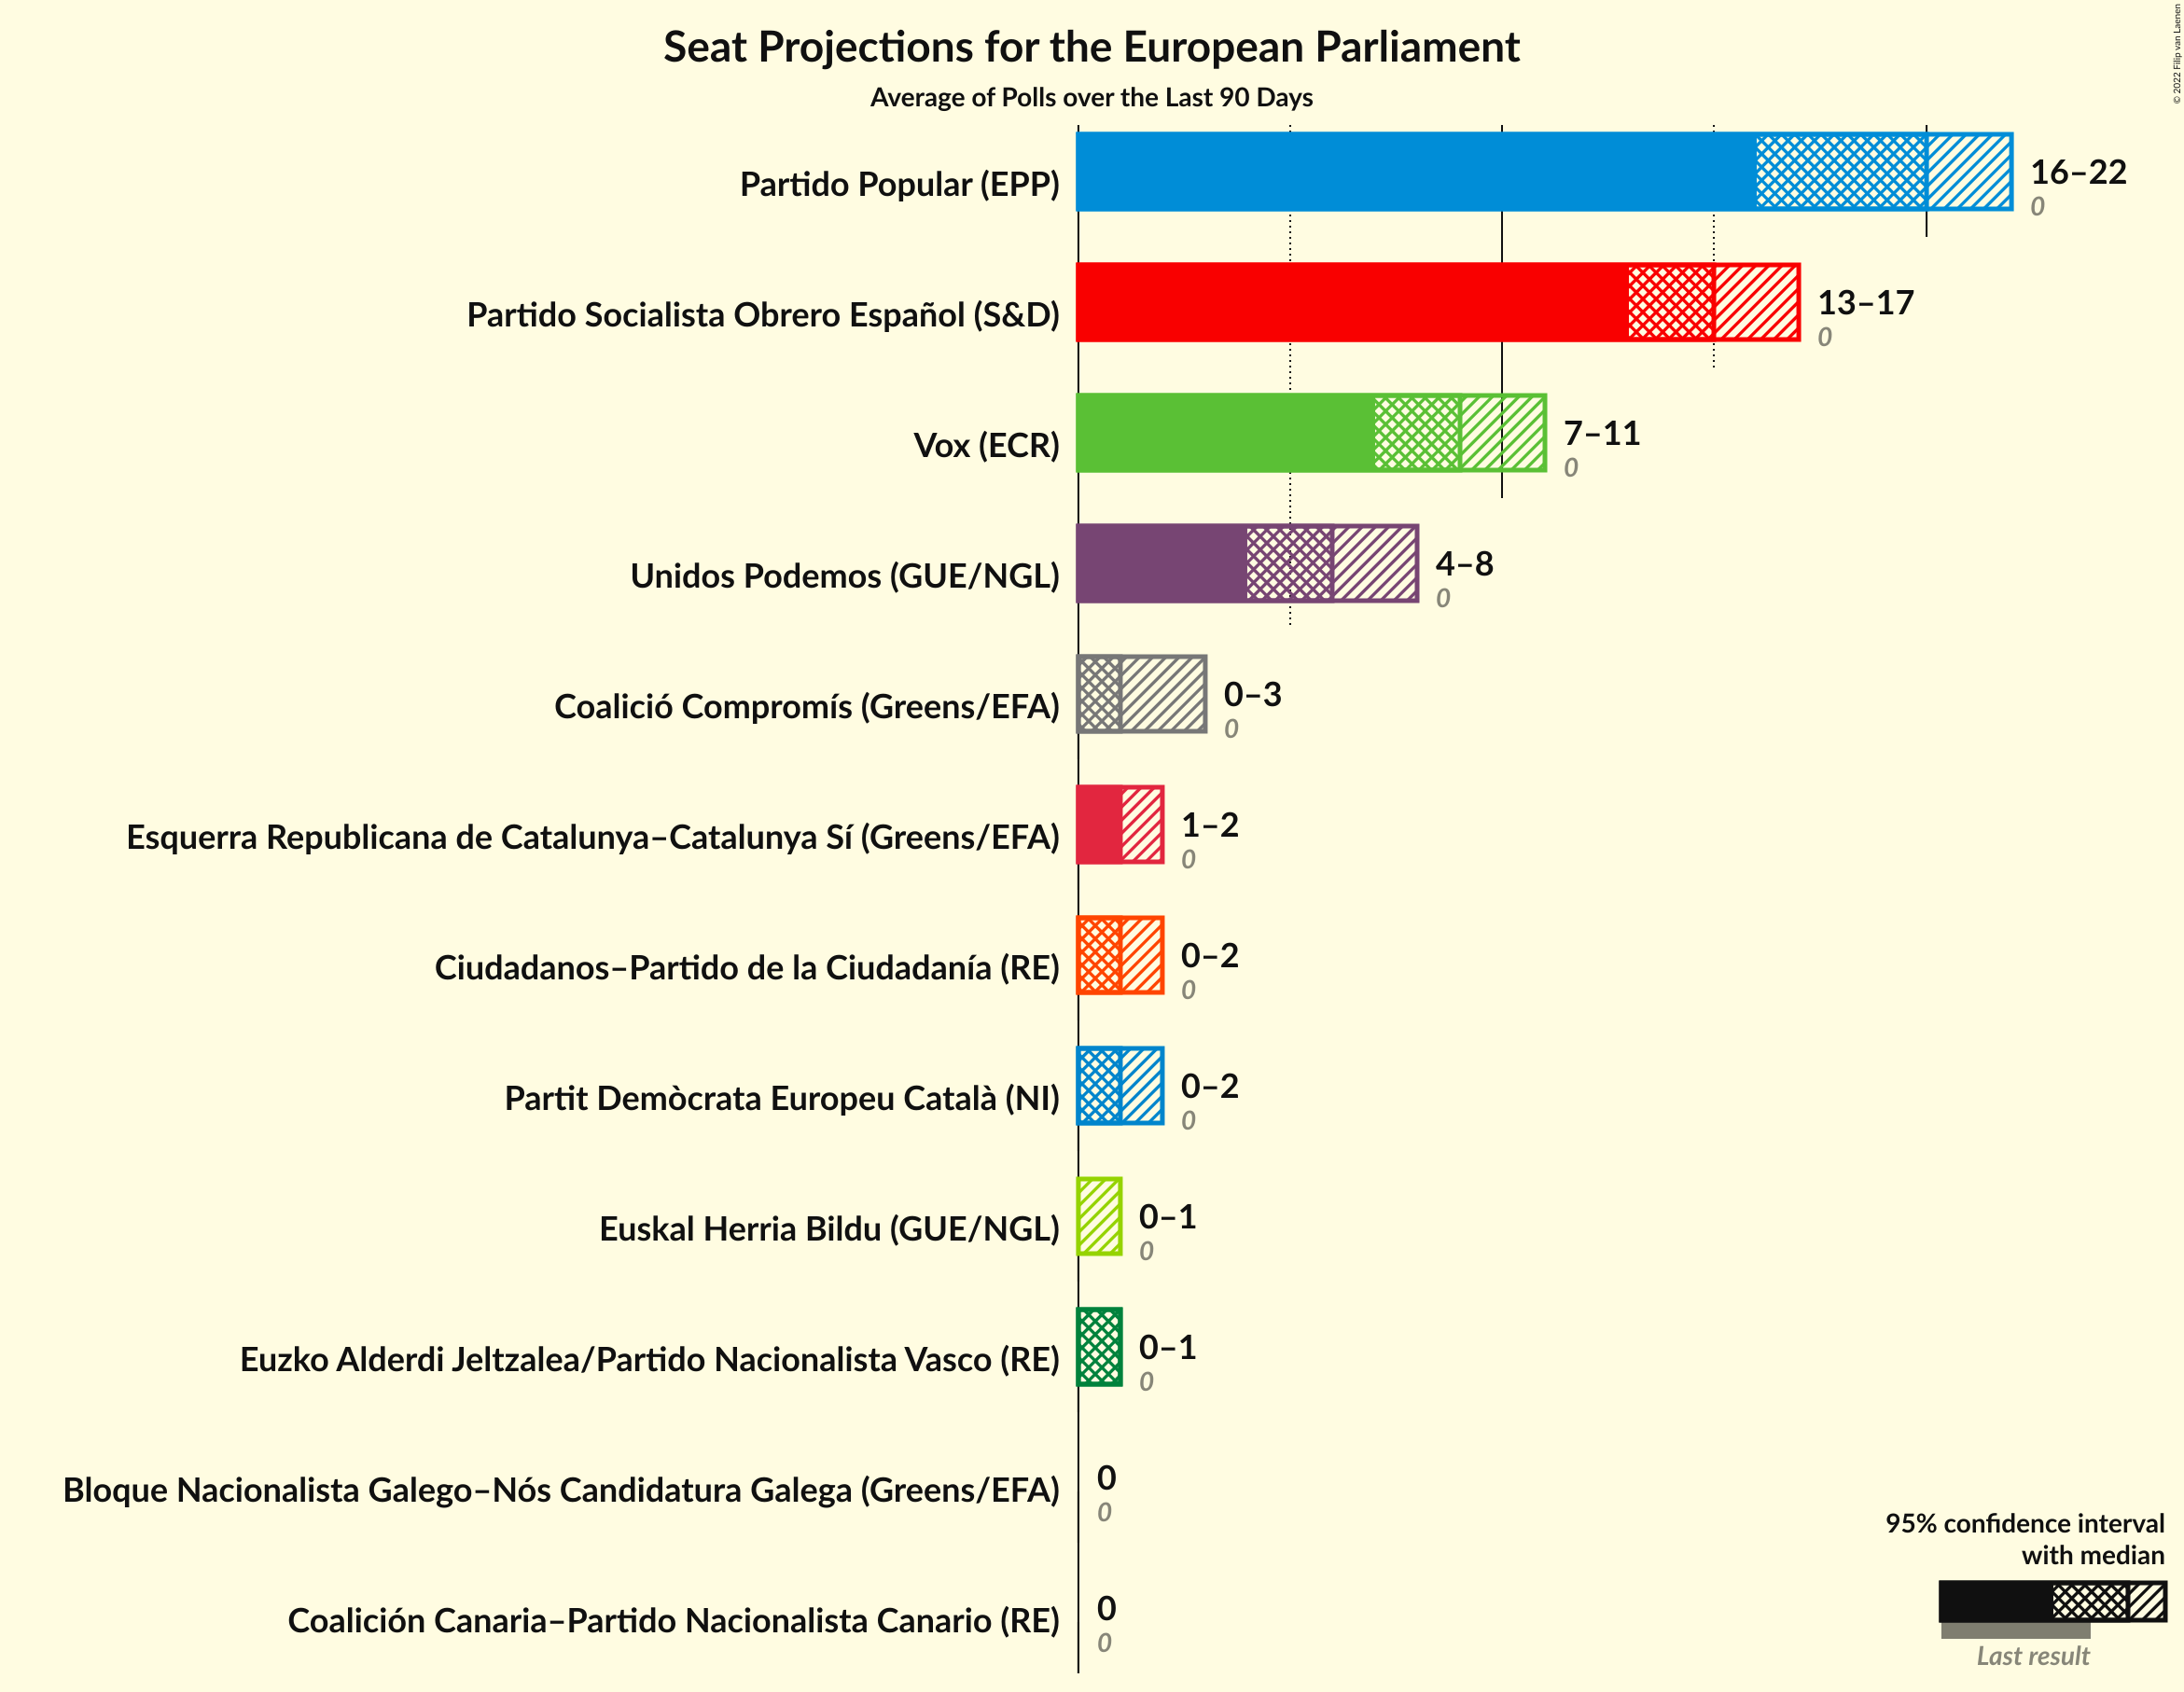 Seat Projections for the European Parliament
Average of Polls over the Last 90 Days
© 2022 Filip van Laenen
Partido Popular (EPP)
16–22
0
Partido Socialista Obrero Español (S&D)
13–17
0
Vox (ECR)
7–11
0
Unidos Podemos (GUE/NGL)
4–8
0
Coalició Compromís (Greens/EFA)
0–3
0
Esquerra Republicana de Catalunya–Catalunya Sí (Greens/EFA)
1–2
0
Ciudadanos–Partido de la Ciudadanía (RE)
0–2
0
Partit Demòcrata Europeu Català (NI)
0–2
0
Euskal Herria Bildu (GUE/NGL)
0–1
0
Euzko Alderdi Jeltzalea/Partido Nacionalista Vasco (RE)
0–1
0
Bloque Nacionalista Galego–Nós Candidatura Galega (Greens/EFA)
0
0
Coalición Canaria–Partido Nacionalista Canario (RE)
0
0
95% confidence interval
with median
Last result